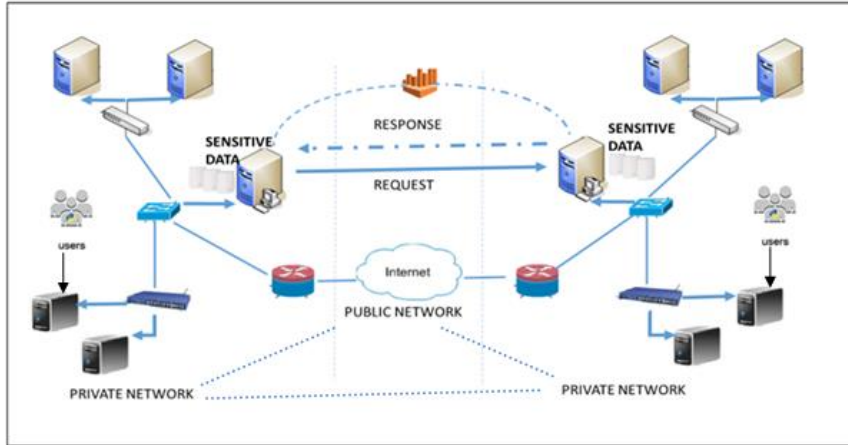 RESPONSE
SENSITIVE
DATA
SENSITIVE
DATA
REQUEST
users
users
Internet
PUBLIC NETWORK
PRIVATE NETWORK
PRIVATE NETWORK